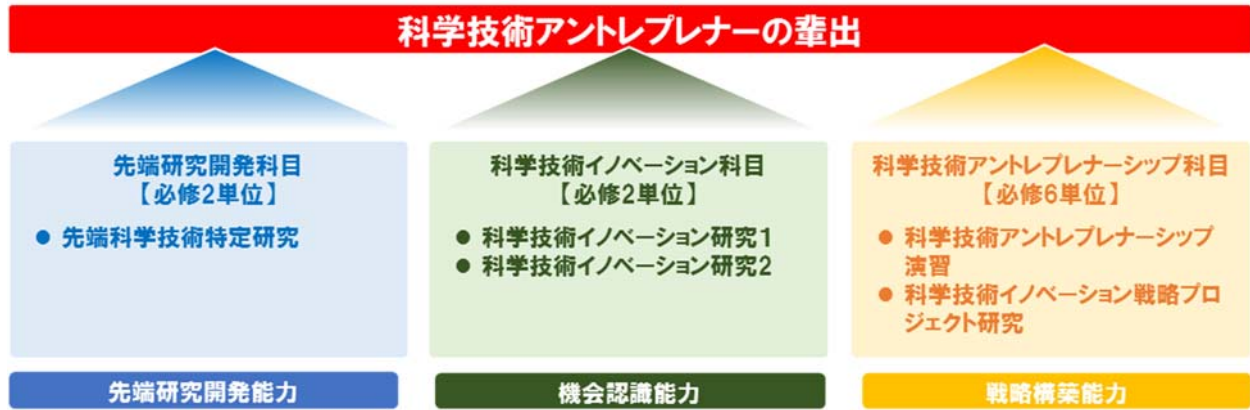 科学技術アントレプレナーの輩出
先端研究開発科目
【必修2単位】
● 先端科学技術特定研究
先端研究開発能力
科学技術イノベーション科目
【必修2単位】
● 科学技術イノベーション研究1
● 科学技術イノベーション研究2
機会認識能力
科学技術アントレプレナーシップ科目
【必修6単位】
● 科学技術アントレプレナーシップ
演習
● 科学技術イノベーション戦略プロ
ジェクト研究
戦略構築能力